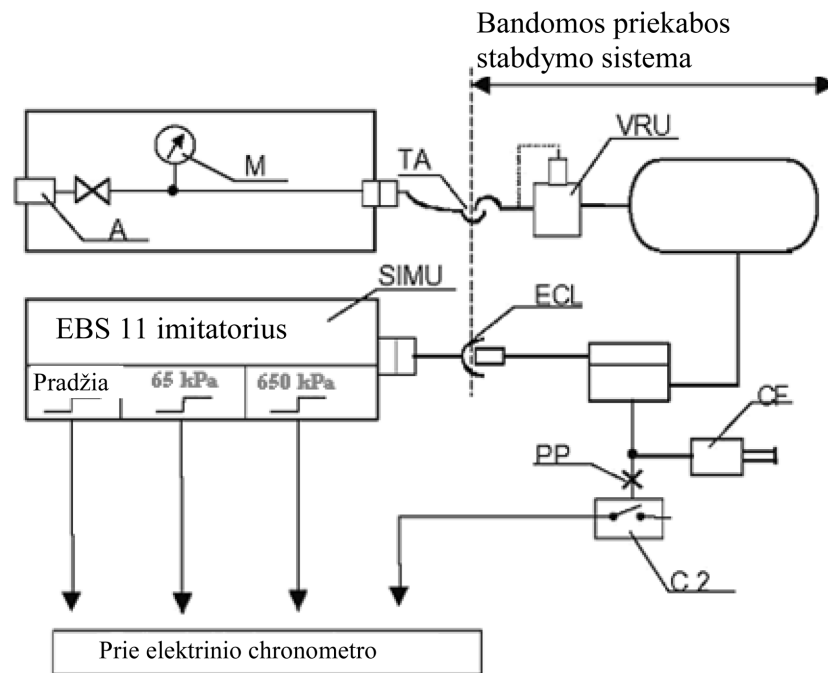 Bandomos priekabos
stabdymo sistema
VRU
TA
M
A
SIMU
ECL
EBS 11 imitatorius
Pradžia
65 kPa
650 kPa
CF
PP
C 2
Prie elektrinio chronometro